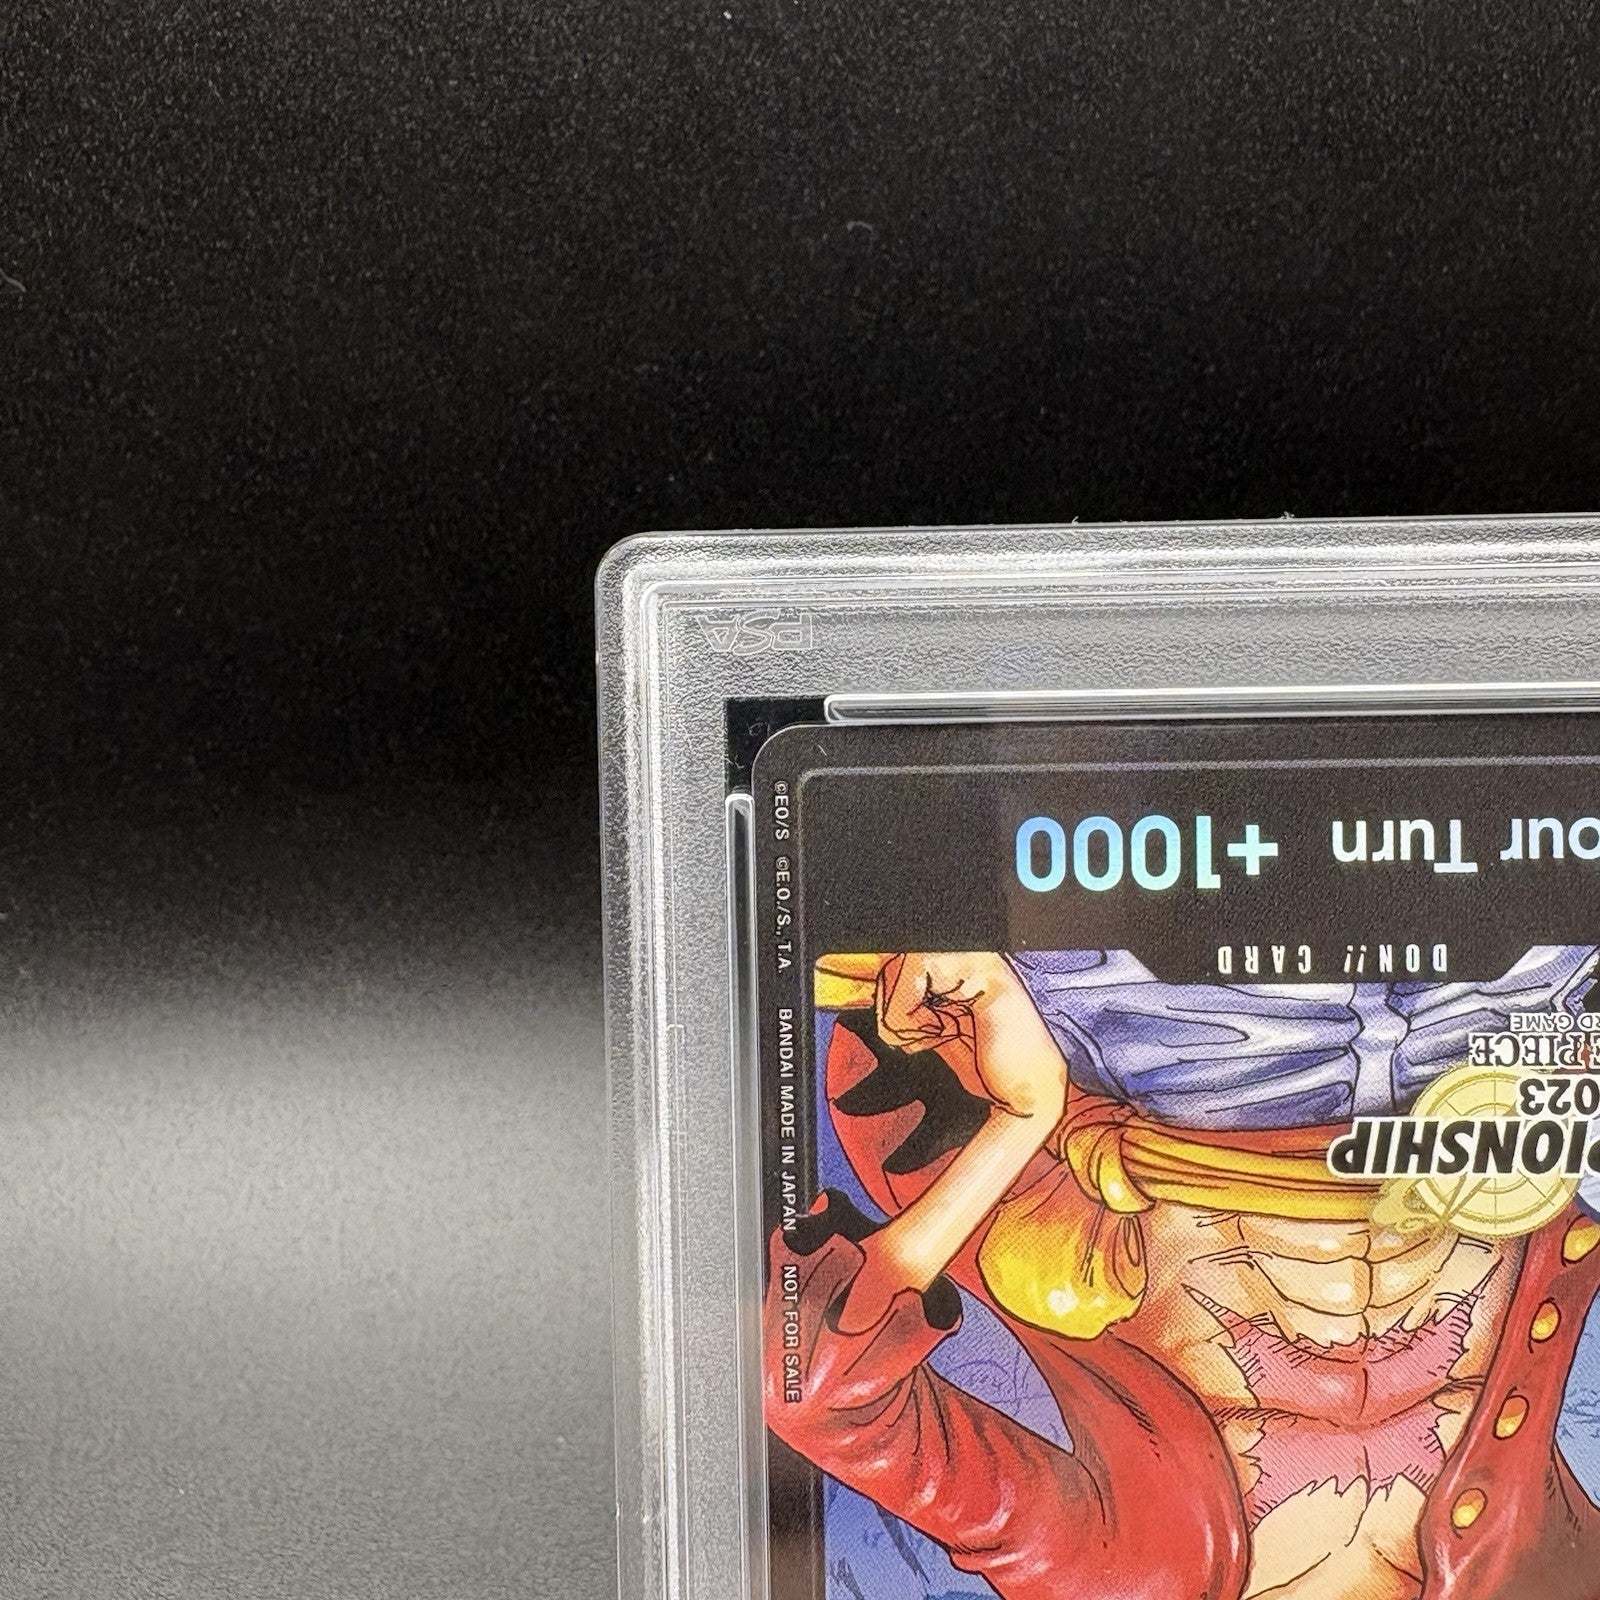 PSA
our Turn +1000
DON!! CARD
©EO/S ©E.O./S., T.A BANDAI MADE IN JAPAN NOT FOR SALE
PIONSHIP
023
E PIECE
RD GAME